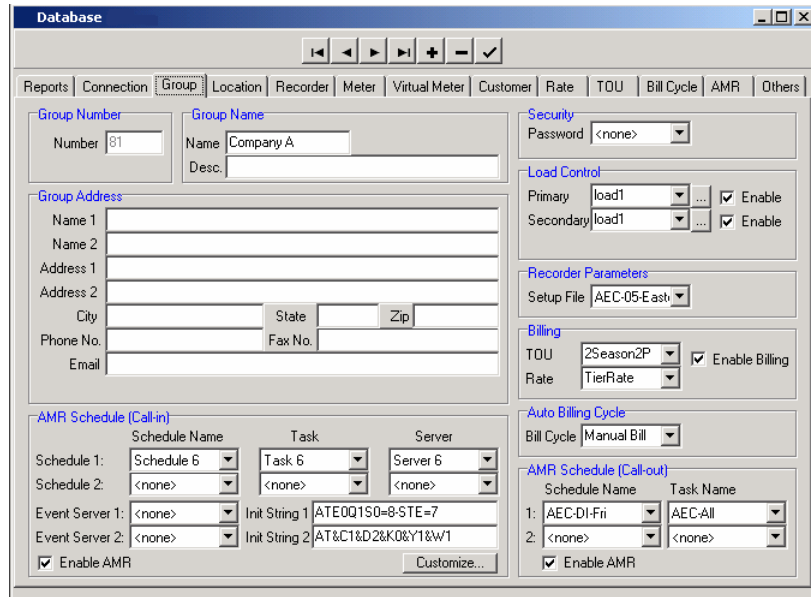 Database
Reports Connection Group Location Recorder Meter Virtual Meter Customer Rate TOU Bill Cycle AMR Others
Group Number
Number 81
Group Name
Name Company A
Desc.
Group Address
Name 1
Name 2
Address 1
Address 2
City State Zip
Phone No. Fax No.
Email
AMR Schedule (Call-in)
Schedule Name Task Server
Schedule 1: Schedule 6 Task 6 Server 6
Schedule 2: <none> <none> <none>
Event Server 1: <none> Init String 1 ATE0Q1S0=8-STE=7
Event Server 2: <none> Init String 2 AT&C1&D2&K0&Y1&W1
Enable AMR Customize...
Security
Password <none>
Load Control
Primary load1 ... Enable
Secondary load1 ... Enable
Recorder Parameters
Setup File AEC-05-East
Billing
TOU 2Season2P Enable Billing
Rate TierRate
Auto Billing Cycle
Bill Cycle Manual Bill
AMR Schedule (Call-out)
Schedule Name Task Name
1: AEC-DI-Fri AEC-All
2: <none> <none>
Enable AMR